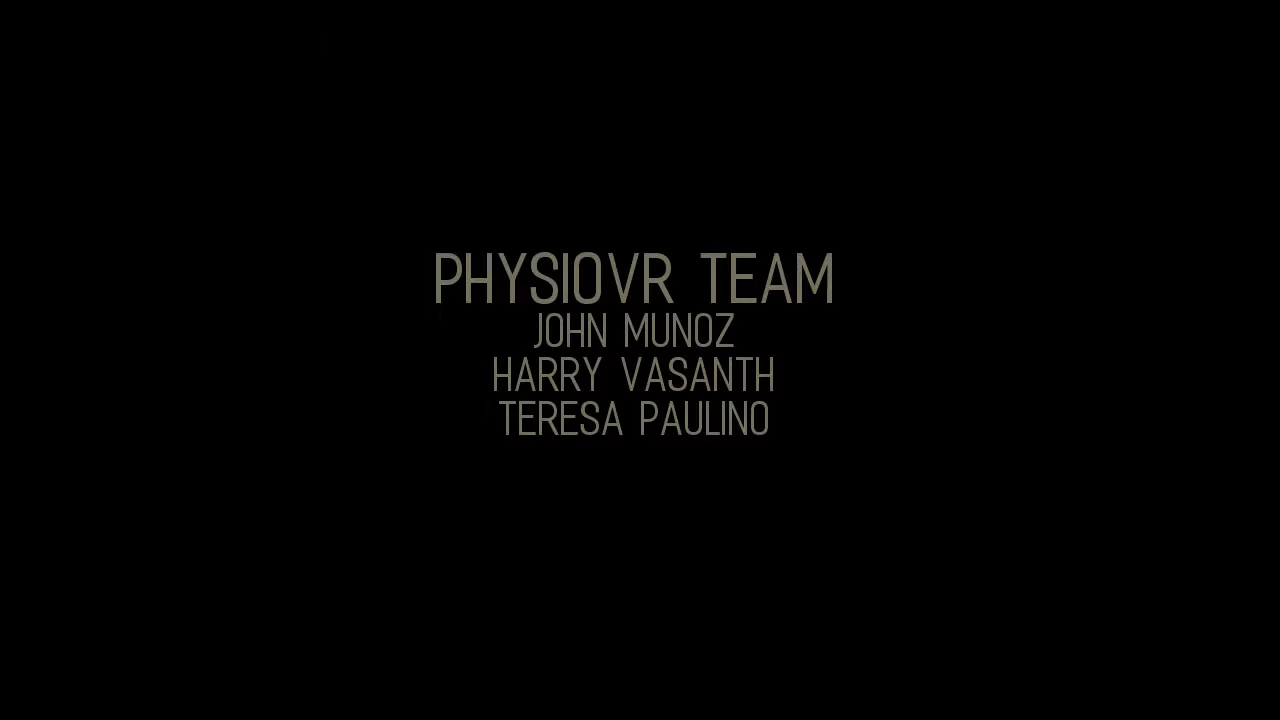 PHYSIOVR TEAM
JOHN MUNOZ
HARRY VASANTH
TERESA PAULINO